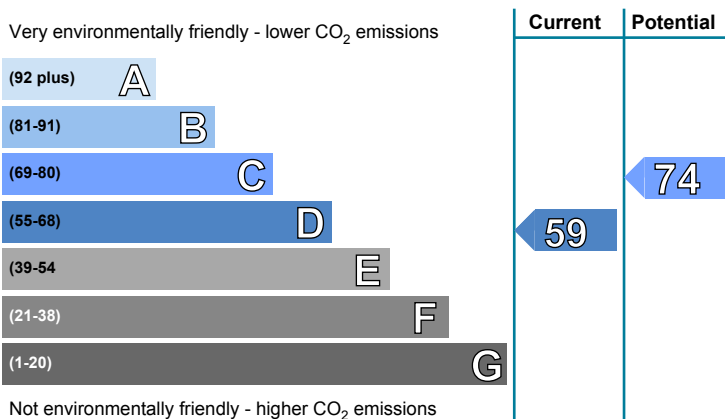 Very environmentally friendly - lower CO₂ emissions
Current
Potential
(92 plus) A
(81-91) B
(69-80) C
74
(55-68) D
59
(39-54 E
(21-38) F
(1-20) G
Not environmentally friendly - higher CO₂ emissions